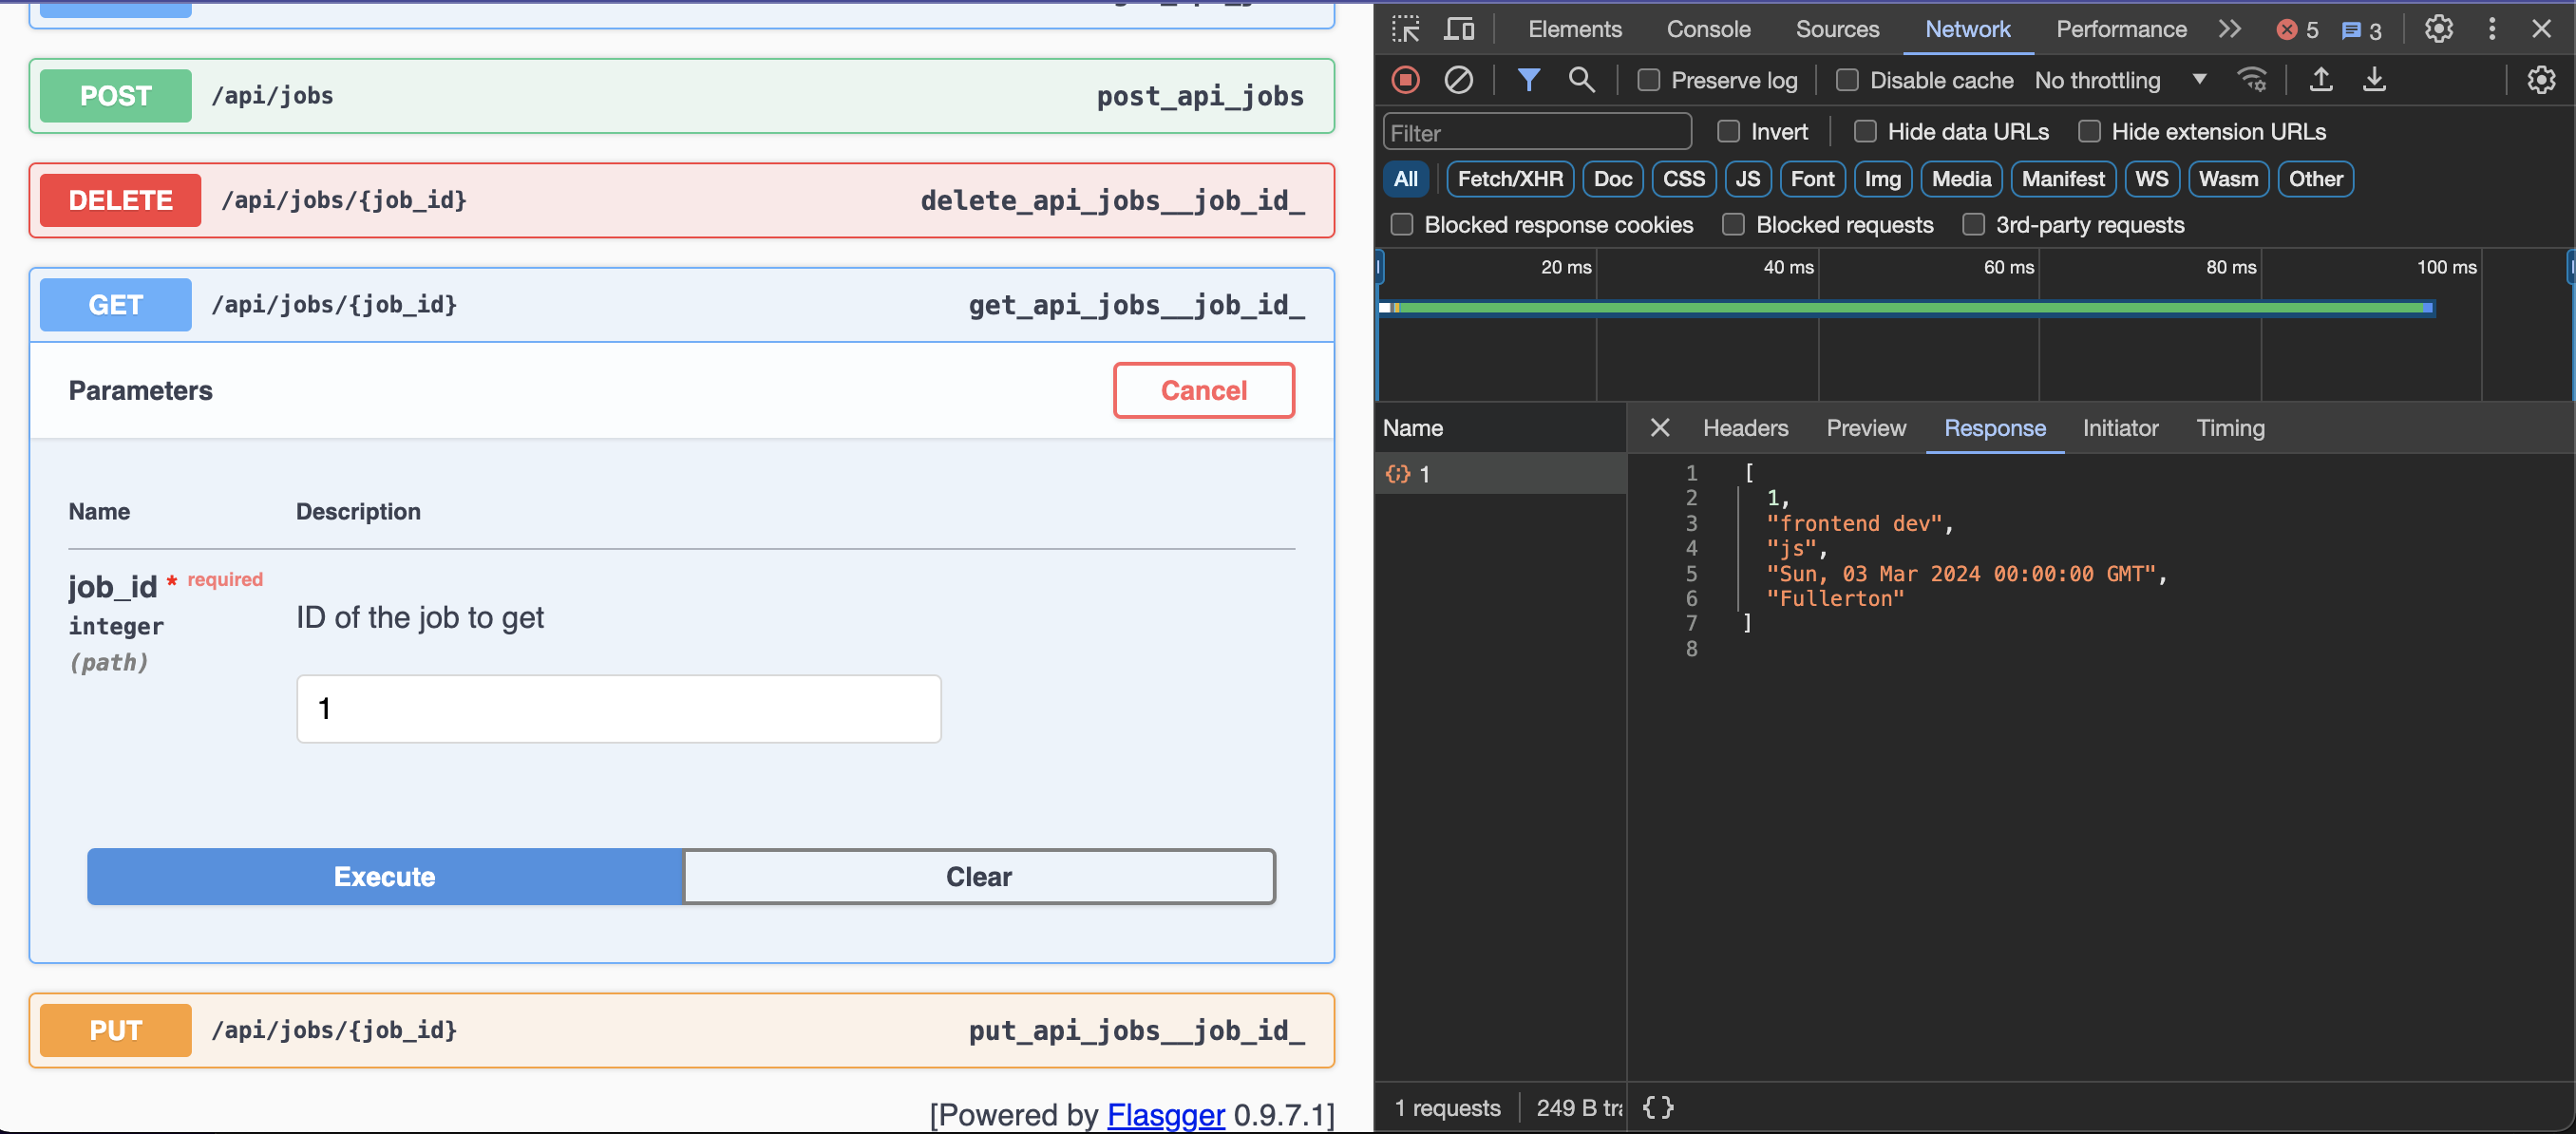 POST /api/jobs post_api_jobs
DELETE /api/jobs/{job_id} delete_api_jobs__job_id_
GET /api/jobs/{job_id} get_api_jobs__job_id_
Parameters
Cancel
Name Description
job_id * required
integer
(path)
ID of the job to get
1
Execute
Clear
PUT /api/jobs/{job_id} put_api_jobs__job_id_
[Powered by Flasgger 0.9.7.1]
Elements Console Sources Network Performance 5 3
Preserve log Disable cache No throttling
Filter Invert Hide data URLs Hide extension URLs
All Fetch/XHR Doc CSS JS Font Img Media Manifest WS Wasm Other
Blocked response cookies Blocked requests 3rd-party requests
20 ms 40 ms 60 ms 80 ms 100 ms
Name
{;} 1
Headers Preview Response Initiator Timing
1 [
2 1,
3 "frontend dev",
4 "js",
5 "Sun, 03 Mar 2024 00:00:00 GMT",
6 "Fullerton"
7 ]
8
1 requests 249 B
{ }